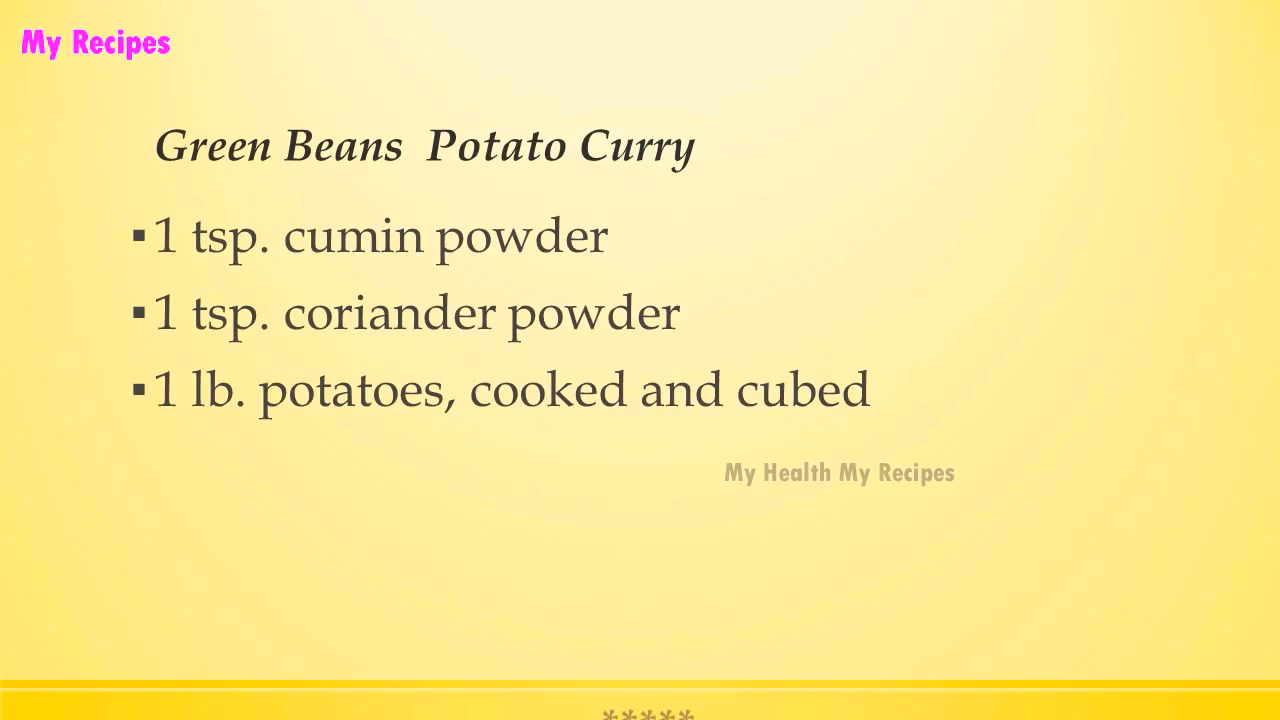 My Recipes
Green Beans  Potato Curry
▪ 1 tsp. cumin powder
▪ 1 tsp. coriander powder
▪ 1 lb. potatoes, cooked and cubed
My Health My Recipes
*****